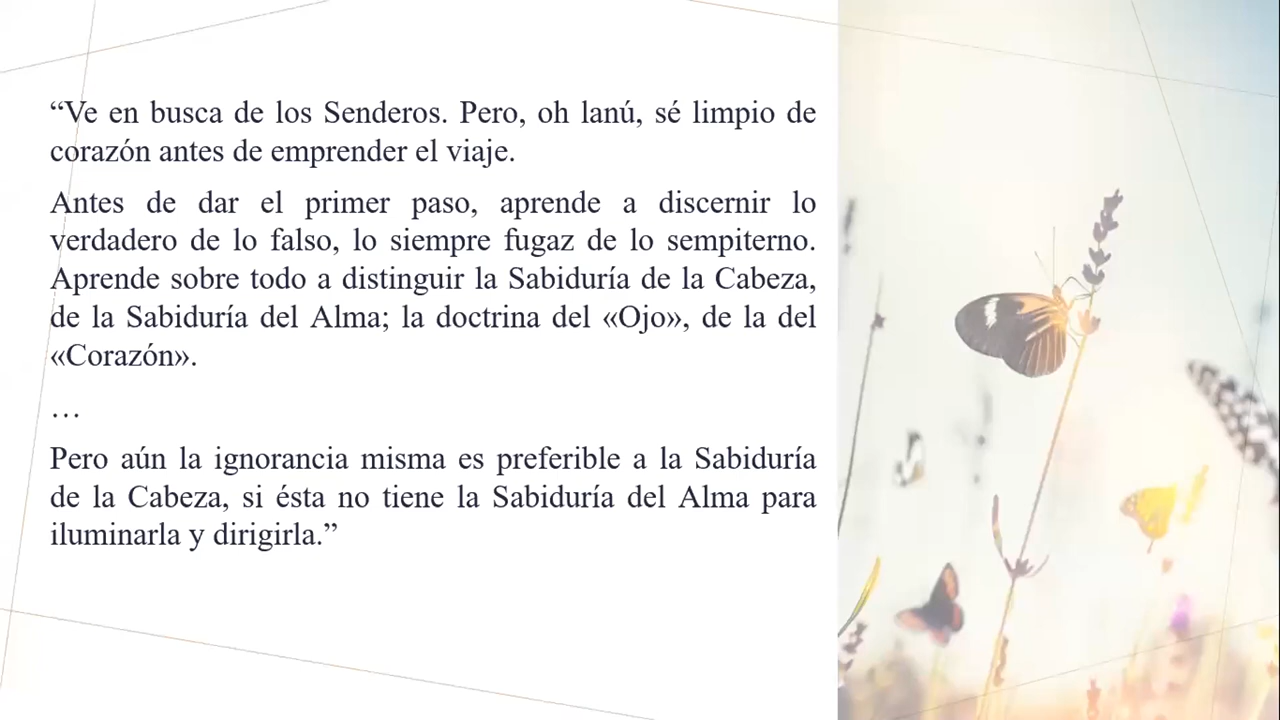 “Ve en busca de los Senderos. Pero, oh lanú, sé limpio de
corazón antes de emprender el viaje.
Antes de dar el primer paso, aprende a discernir lo
verdadero de lo falso, lo siempre fugaz de lo sempiterno.
Aprende sobre todo a distinguir la Sabiduría de la Cabeza,
de la Sabiduría del Alma; la doctrina del «Ojo», de la del
«Corazón».
…
Pero aún la ignorancia misma es preferible a la Sabiduría
de la Cabeza, si ésta no tiene la Sabiduría del Alma para
iluminarla y dirigirla.”